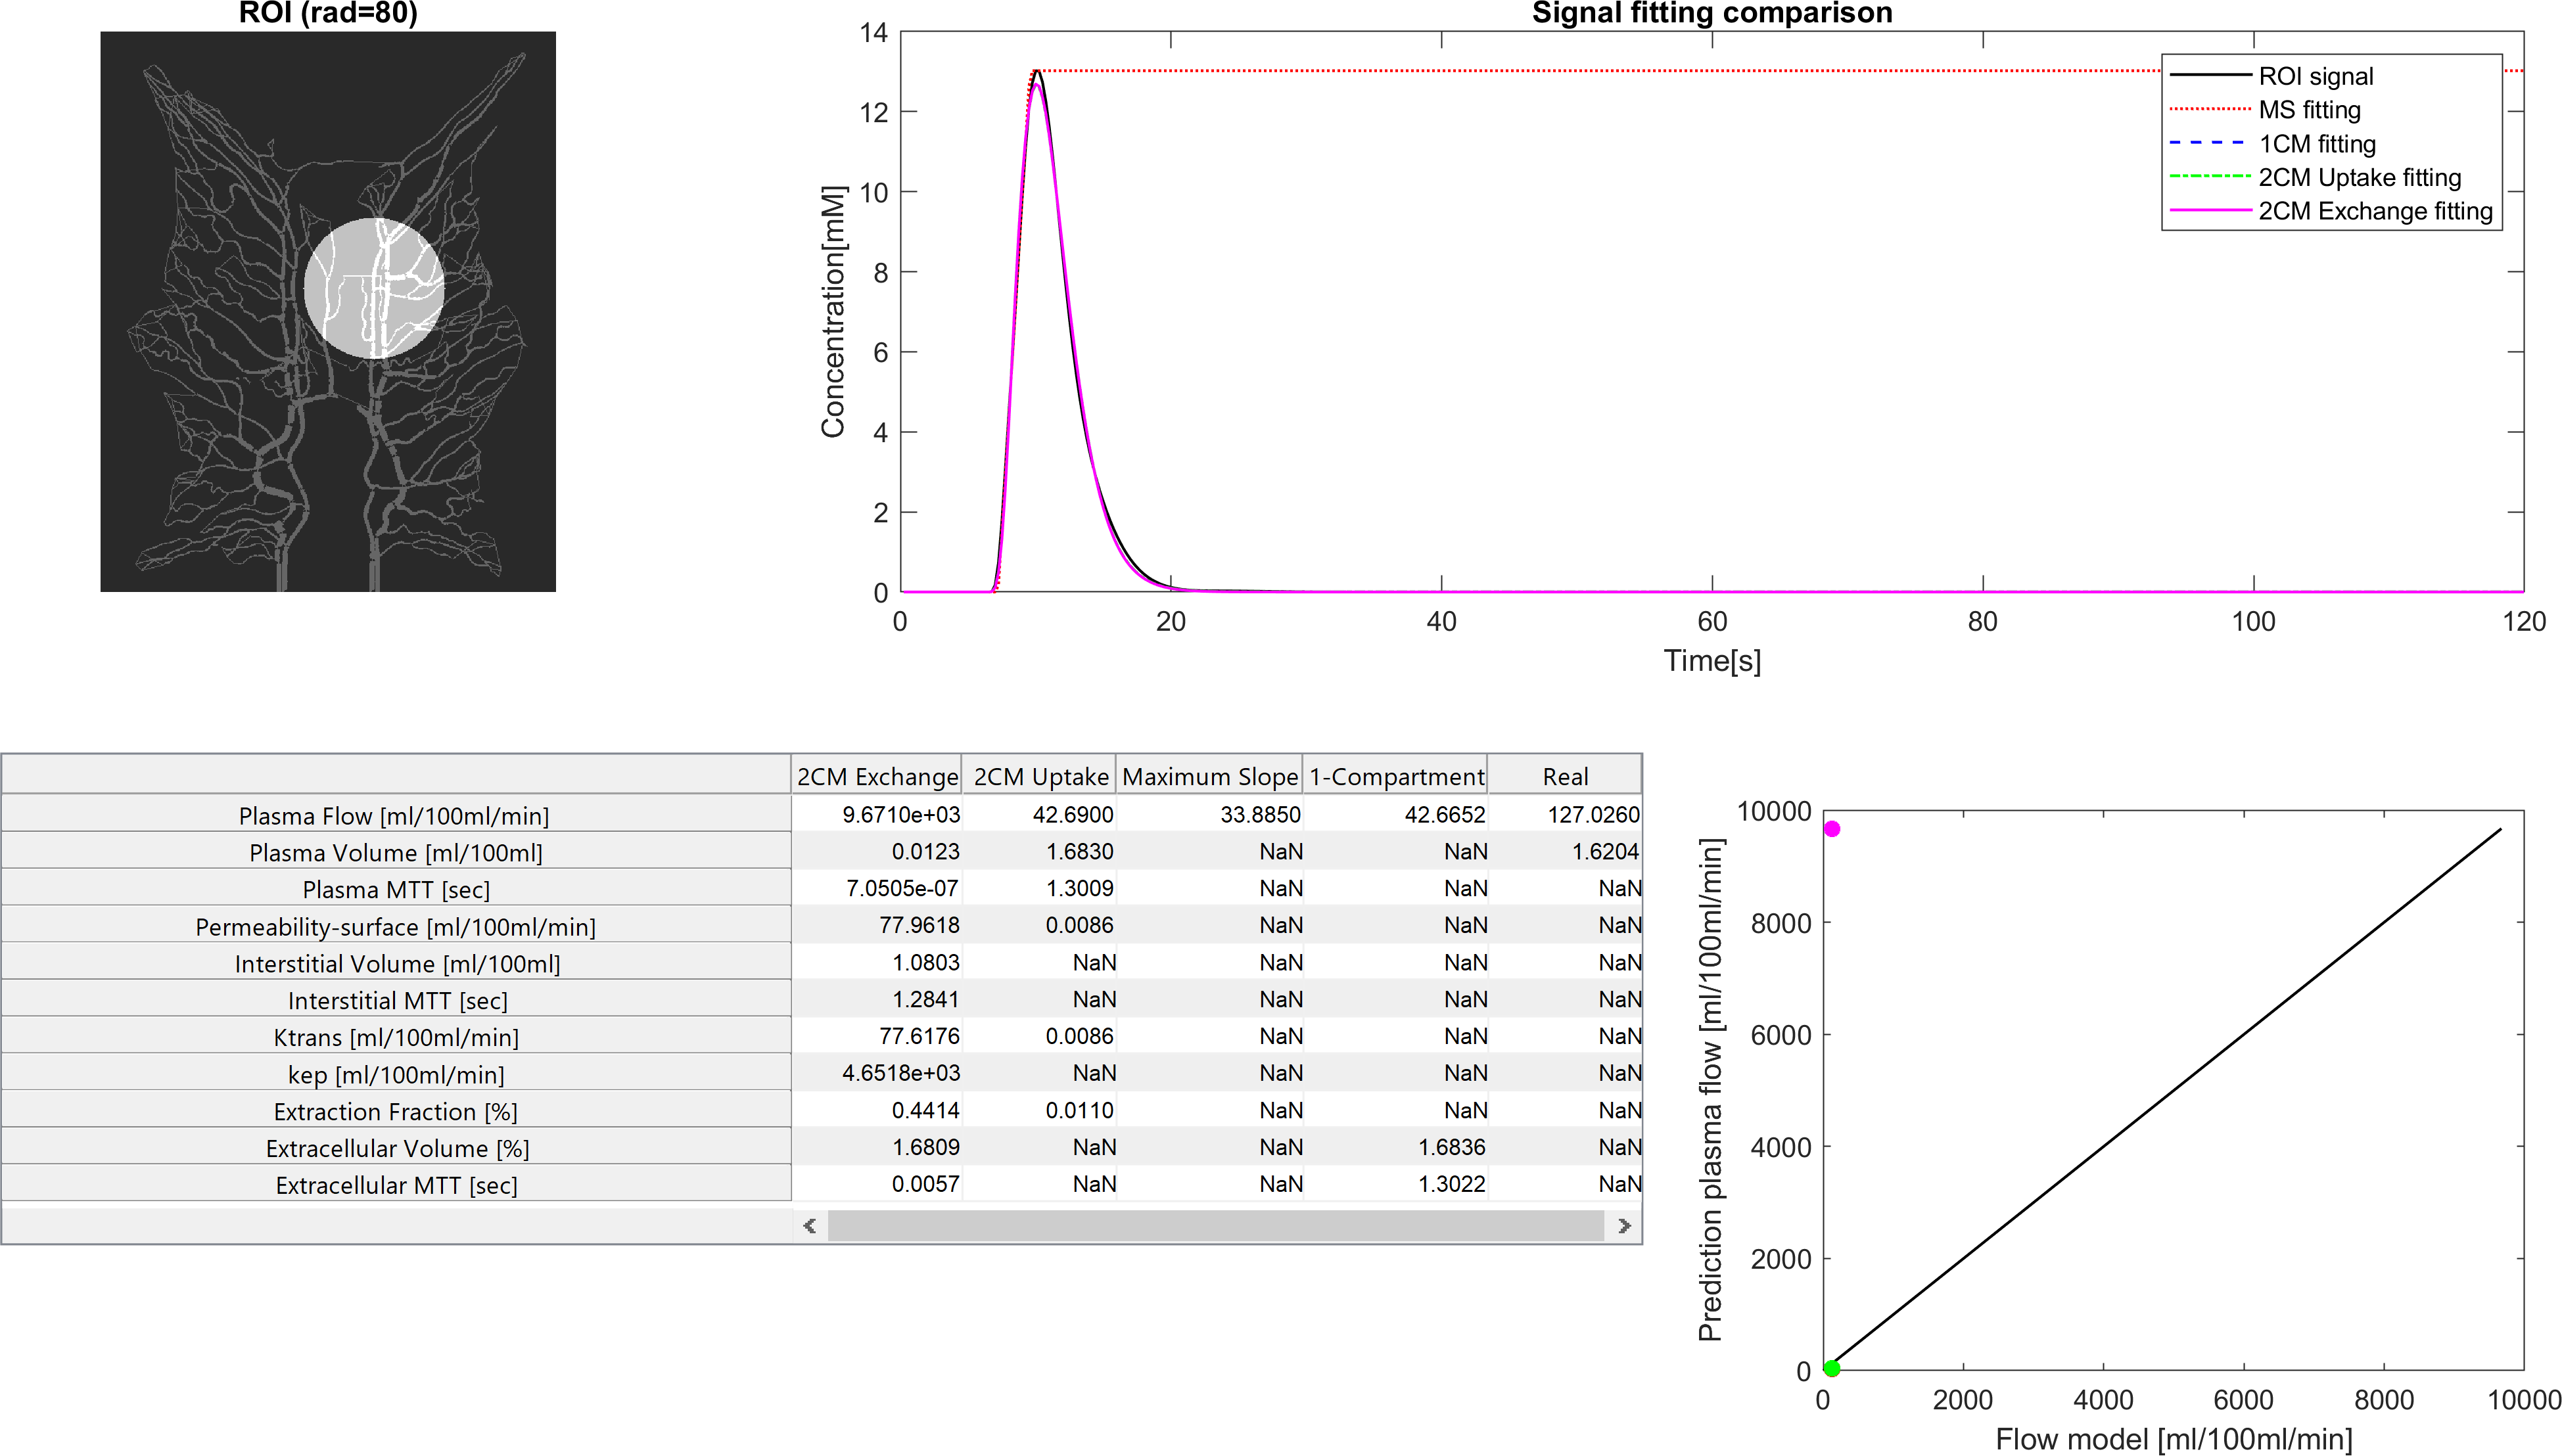 ROI (rad=80)
Signal fitting comparison
14
12
10
8
6
4
2
0
Concentration[mM]
0 20 40 60 80 100 120
Time[s]
ROI signal
MS fitting
1CM fitting
2CM Uptake fitting
2CM Exchange fitting
2CM Exchange 2CM Uptake Maximum Slope 1-Compartment Real
Plasma Flow [ml/100ml/min] 9.6710e+03 42.6900 33.8850 42.6652 127.0260
Plasma Volume [ml/100ml] 0.0123 1.6830 NaN NaN 1.6204
Plasma MTT [sec] 7.0505e-07 1.3009 NaN NaN NaN
Permeability-surface [ml/100ml/min] 77.9618 0.0086 NaN NaN NaN
Interstitial Volume [ml/100ml] 1.0803 NaN NaN NaN NaN
Interstitial MTT [sec] 1.2841 NaN NaN NaN NaN
Ktrans [ml/100ml/min] 77.6176 0.0086 NaN NaN NaN
kep [ml/100ml/min] 4.6518e+03 NaN NaN NaN NaN
Extraction Fraction [%] 0.4414 0.0110 NaN NaN NaN
Extracellular Volume [%] 1.6809 NaN NaN 1.6836 NaN
Extracellular MTT [sec] 0.0057 NaN NaN 1.3022 NaN
10000
8000
6000
4000
2000
0
Prediction plasma flow [ml/100ml/min]
0 2000 4000 6000 8000 10000
Flow model [ml/100ml/min]